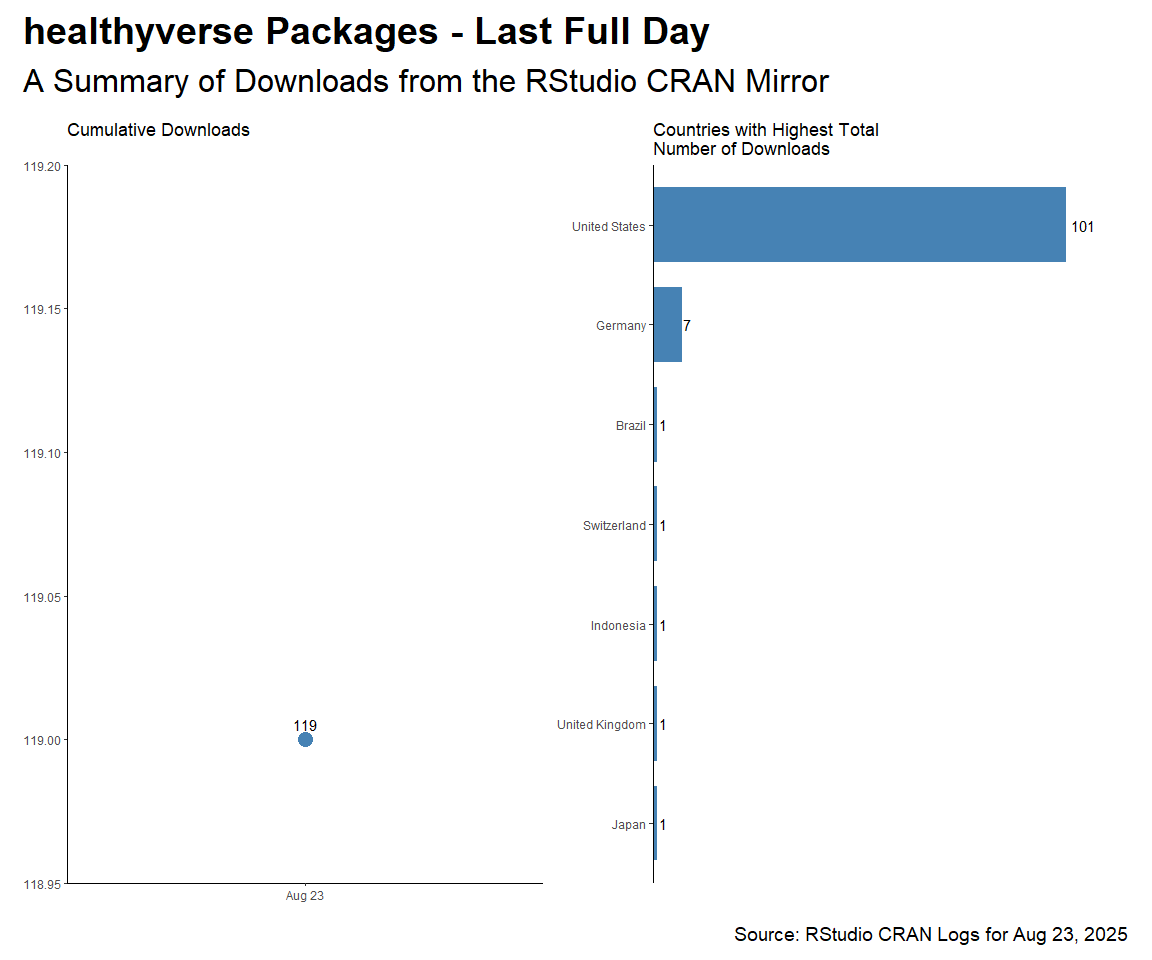 healthyverse Packages - Last Full Day
A Summary of Downloads from the RStudio CRAN Mirror
Cumulative Downloads
119.20
119.15
119.10
119.05
119.00
118.95
119
Aug 23
Countries with Highest Total
Number of Downloads
United States 101
Germany 7
Brazil 1
Switzerland 1
Indonesia 1
United Kingdom 1
Japan 1
Source: RStudio CRAN Logs for Aug 23, 2025